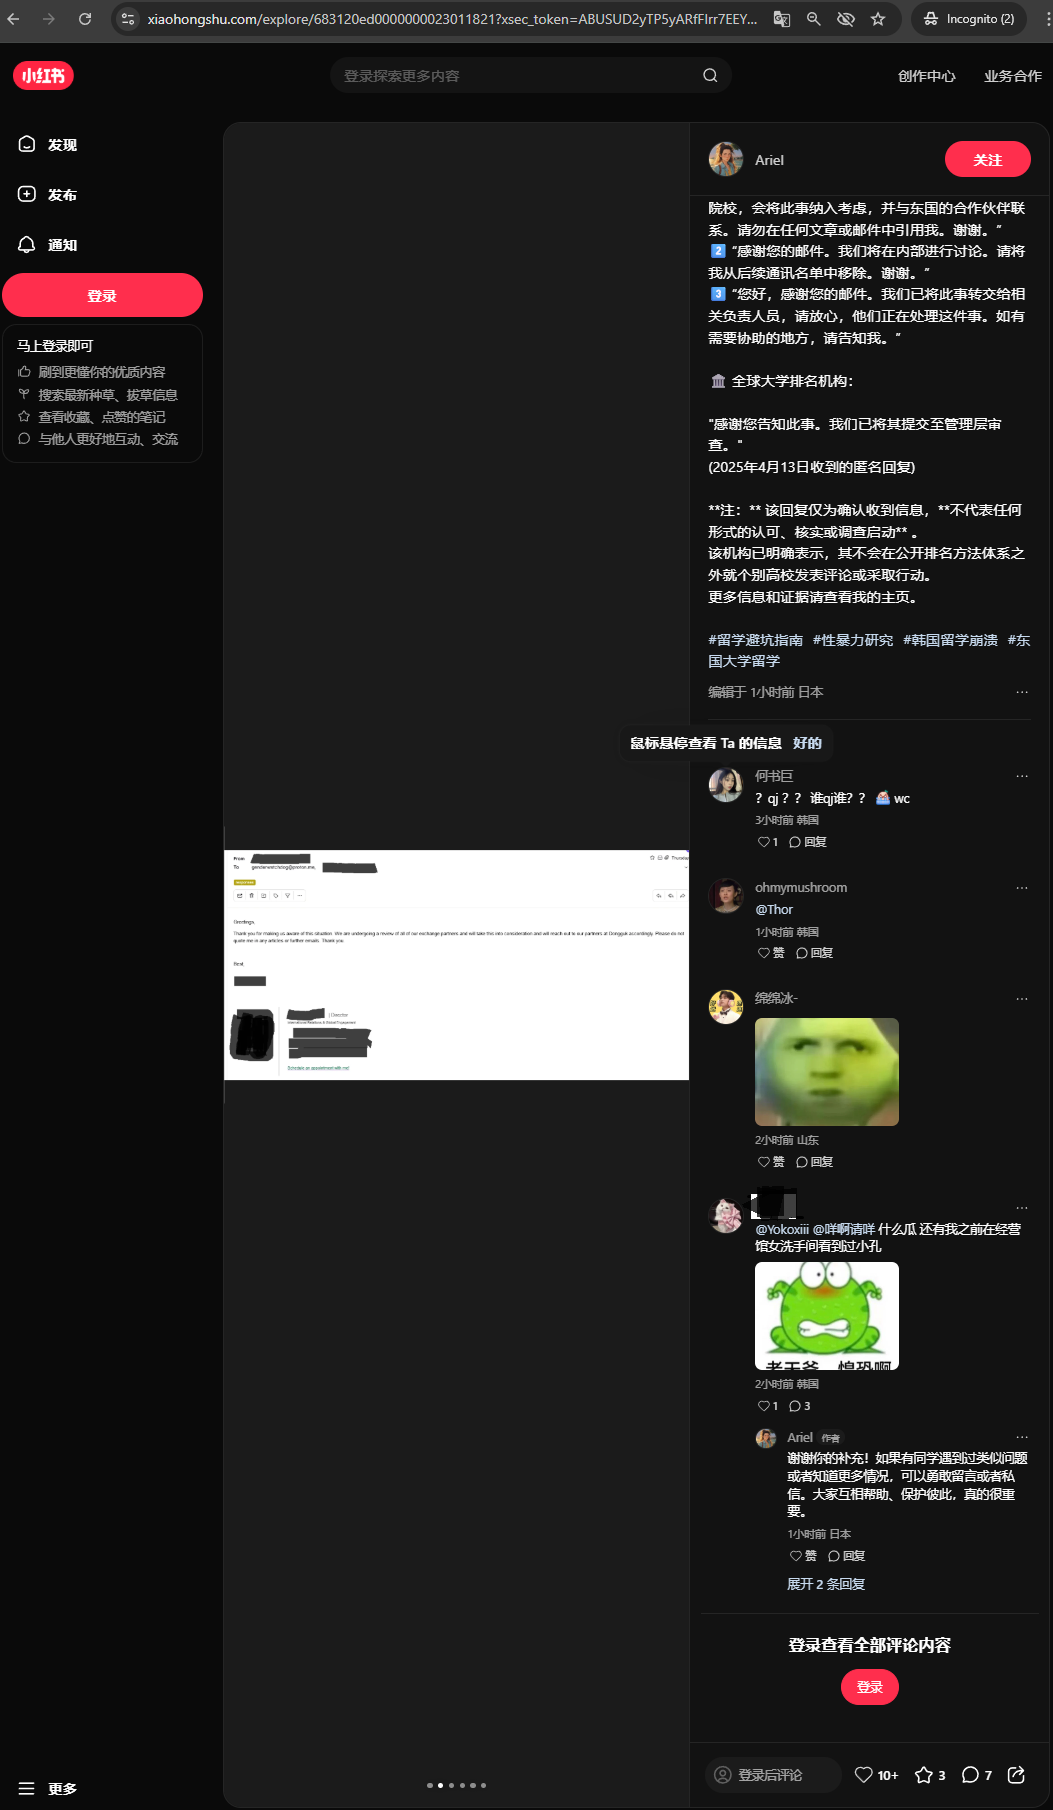 xiaohongshu.com/explore/683120ed0000000023011821?xsec_token=ABUSUD2yTP5yARfFIrr7EEY...
Incognito (2)
小红书
登录探索更多内容
创作中心
业务合作
发现
发布
通知
登录
马上登录即可
刷到更懂你的优质内容
搜索最新种草、拔草信息
查看收藏、点赞的笔记
与他人更好地互动、交流
更多
From
To genderwatchdog@proton.me,
Thursday
Greetings,
Thank you for making us aware of this situation. We are undergoing a review of all of our exchange partners and will take this into consideration and will reach out to our partners at Dongguk accordingly. Please do not
quote me in any articles or further emails. Thank you.
Best,
| Director
International Relations & Global Engagement
Schedule an appointment with me!
Ariel
关注
院校，会将此事纳入考虑，并与东国的合作伙伴联
系。请勿在任何文章或邮件中引用我。谢谢。”
2 “感谢您的邮件。我们将在内部进行讨论。请将
我从后续通讯名单中移除。谢谢。”
3 “您好，感谢您的邮件。我们已将此事转交给相
关负责人员，请放心，他们正在处理这件事。如有
需要协助的地方，请告知我。”
🏛️ 全球大学排名机构：
"感谢您告知此事。我们已将其提交至管理层审
查。"
(2025年4月13日收到的匿名回复)
**注：** 该回复仅为确认收到信息，**不代表任何
形式的认可、核实或调查启动** 。
该机构已明确表示，其不会在公开排名方法体系之
外就个别高校发表评论或采取行动。
更多信息和证据请查看我的主页。
#留学避坑指南 #性暴力研究 #韩国留学崩溃 #东
国大学留学
编辑于 1小时前 日本
鼠标悬停查看 Ta 的信息 好的
何书巨
？qj ？？ 谁qj谁？？ wc
3小时前 韩国
1 回复
ohmymushroom
@Thor
1小时前 韩国
赞 回复
绵绵冰-
2小时前 山东
赞 回复
@Yokoxiii @咩啊请咩 什么瓜 还有我之前在经营
馆女洗手间看到过小孔
老天爷 惶恐啊
2小时前 韩国
1 3
Ariel 作者
谢谢你的补充！如果有同学遇到过类似问题
或者知道更多情况，可以勇敢留言或者私
信。大家互相帮助、保护彼此，真的很重
要。
1小时前 日本
赞 回复
展开 2 条回复
登录查看全部评论内容
登录
登录后评论
10+ 3 7